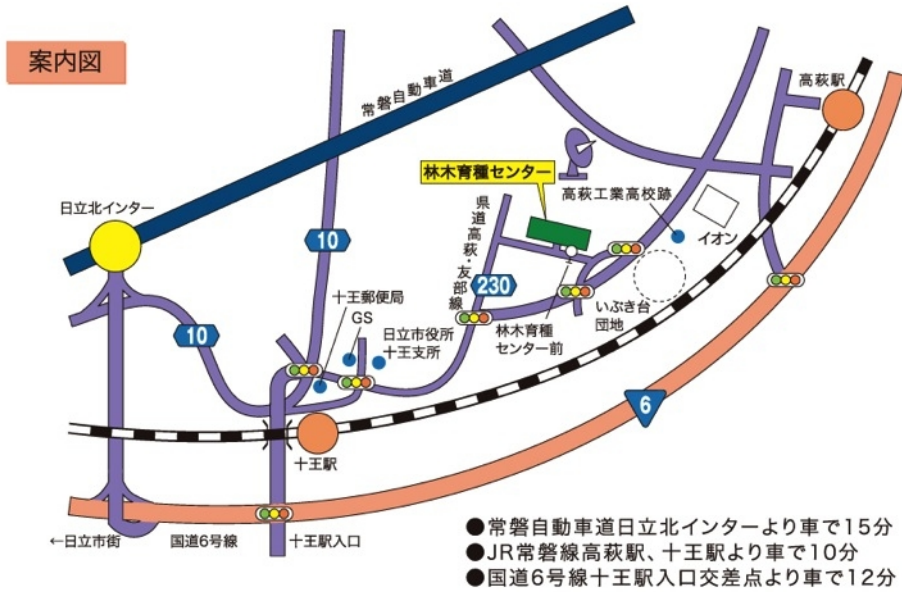 案内図
常磐自動車道
高萩駅
林木育種センター
高萩工業高校跡
イオン
日立北インター
県道高萩・友部線
10
230
いぶき台
団地
林木育種
センター前
十王郵便局
GS
日立市役所
十王支所
10
6
十王駅
←日立市街
国道6号線
十王駅入口
●常磐自動車道日立北インターより車で15分
●JR常磐線高萩駅、十王駅より車で10分
●国道6号線十王駅入口交差点より車で12分